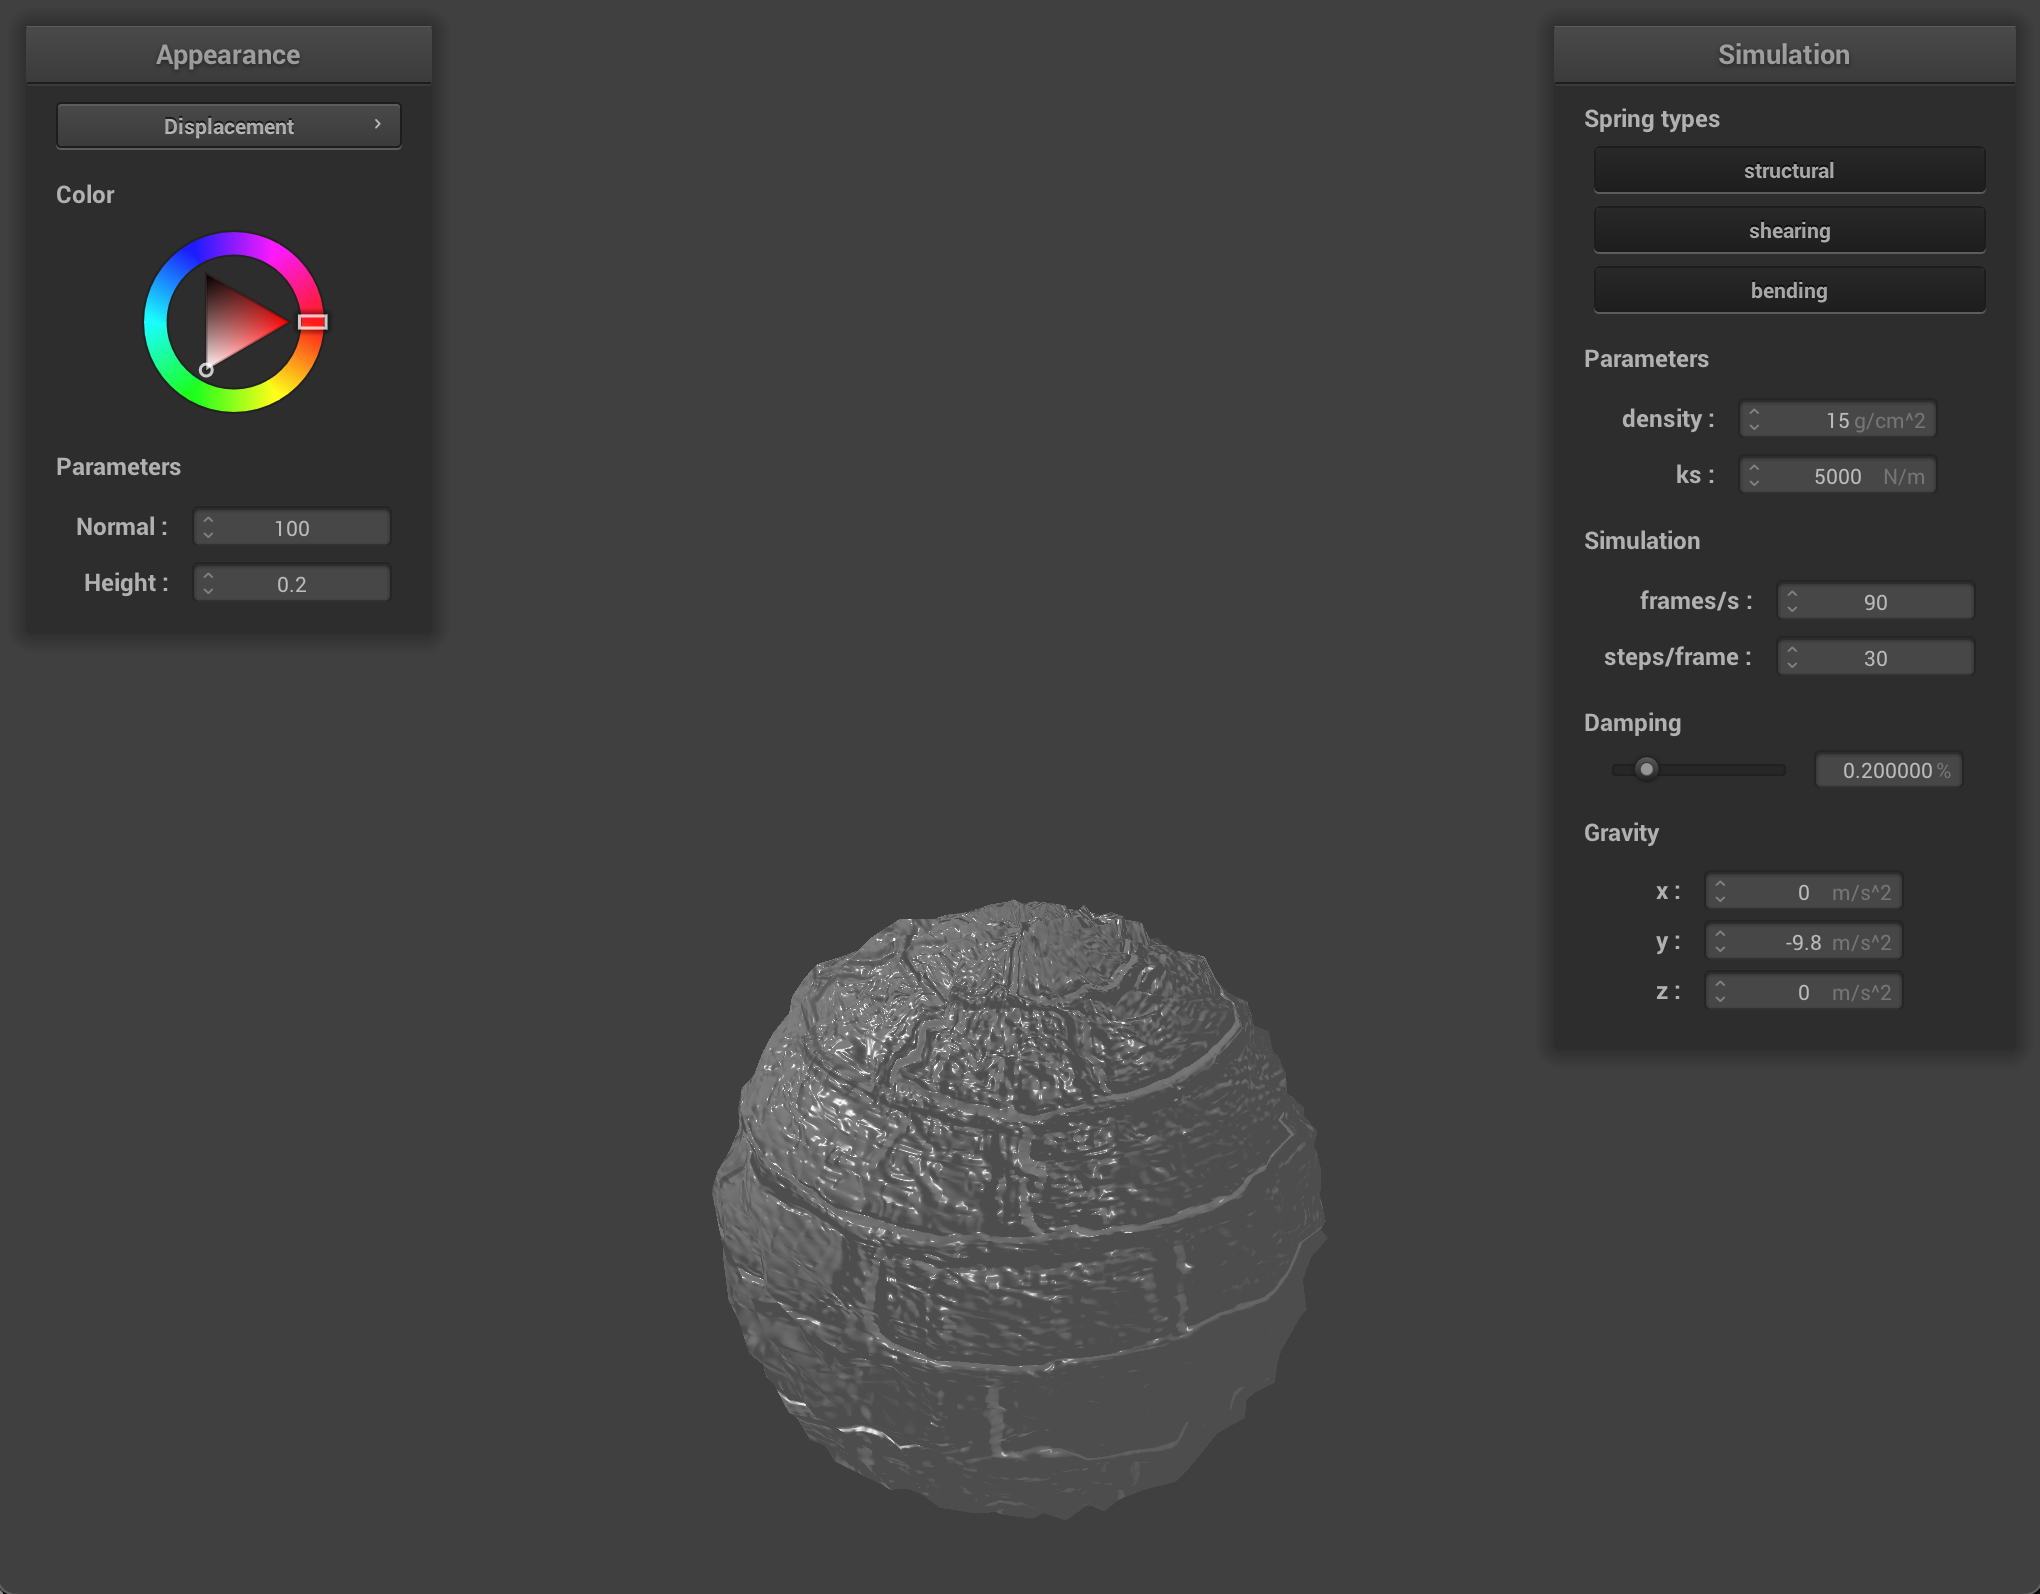 Appearance
Displacement
Color
Parameters
Normal : 100
Height : 0.2
Simulation
Spring types
structural
shearing
bending
Parameters
density : 15 g/cm^2
ks : 5000 N/m
Simulation
frames/s : 90
steps/frame : 30
Damping
0.200000 %
Gravity
x : 0 m/s^2
y : -9.8 m/s^2
z : 0 m/s^2